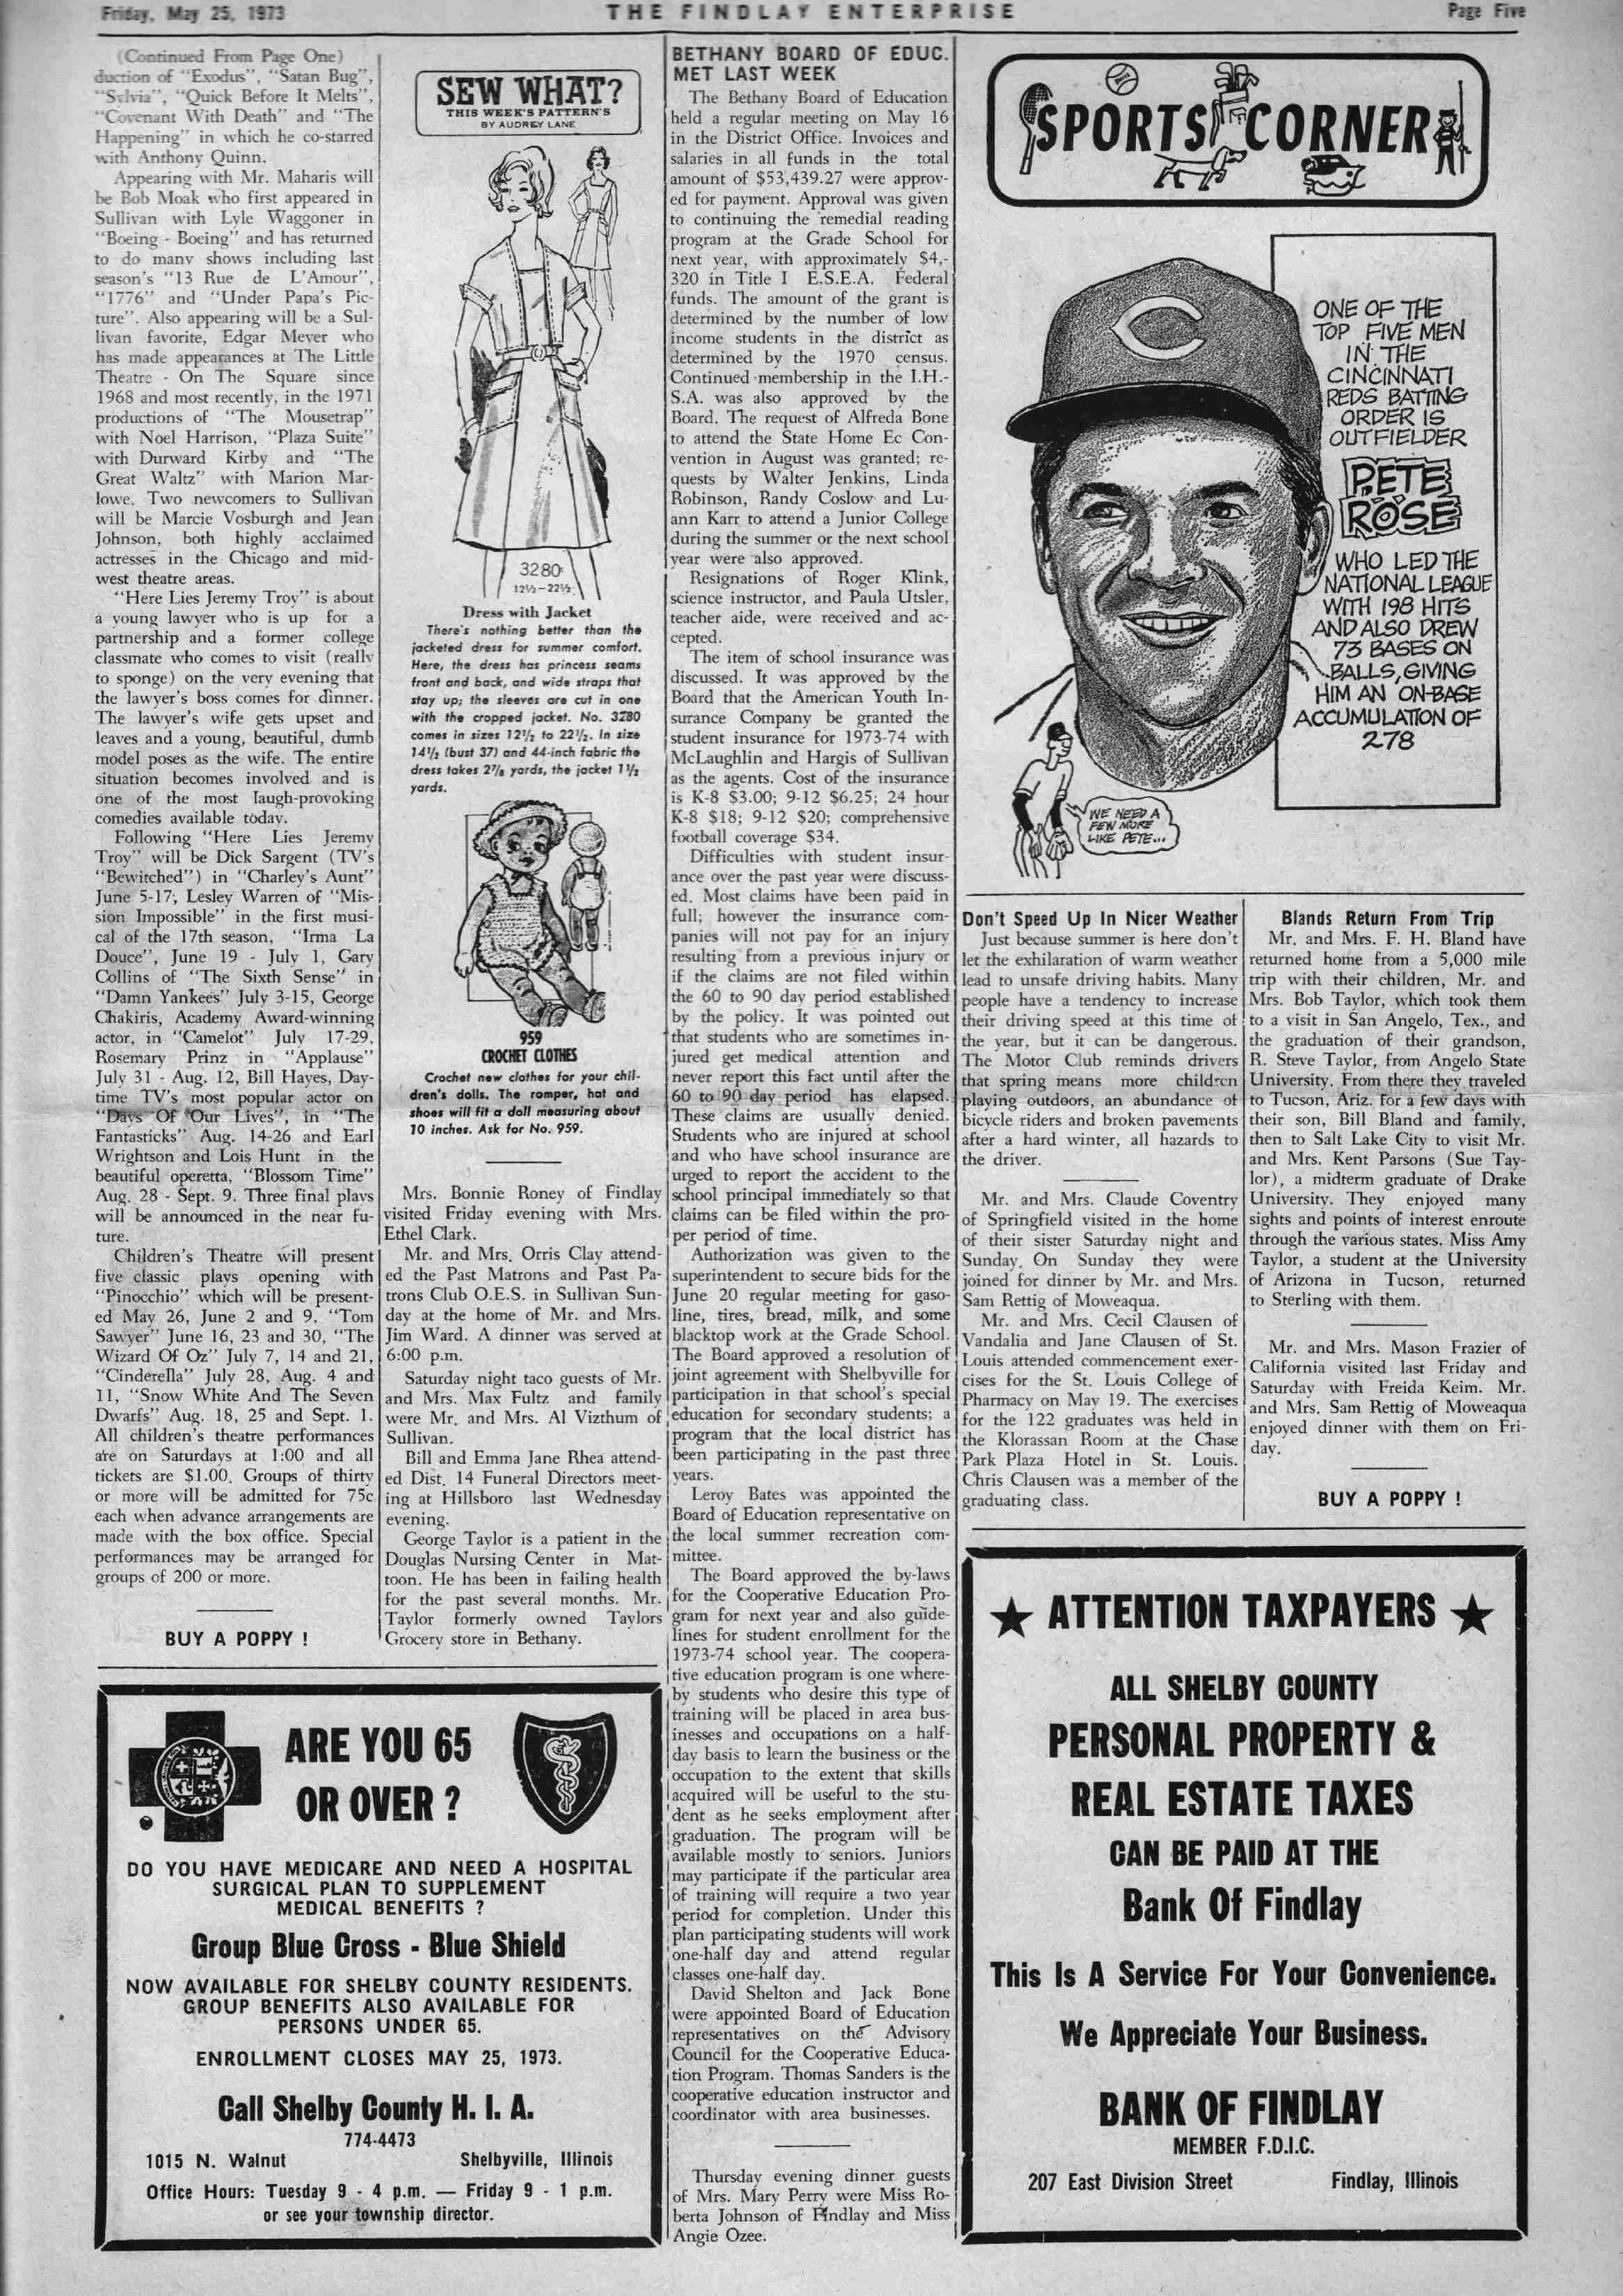 Friday, May 25, 1973
THE FINDLAY ENTERPRISE
Page Five
(Continued From Page One)
duction of "Exodus", "Satan Bug",
"Sylvia", "Quick Before It Melts",
"Covenant With Death" and "The
Happening" in which he co-starred
with Anthony Quinn.
Appearing with Mr. Maharis will
be Bob Moak who first appeared in
Sullivan with Lyle Waggoner in
"Boeing - Boeing" and has returned
to do many shows including last
season's "13 Rue de L'Amour",
"1776" and "Under Papa's Pic-
ture". Also appearing will be a Sul-
livan favorite, Edgar Meyer who
has made appearances at The Little
Theatre - On The Square since
1968 and most recently, in the 1971
productions of "The Mousetrap"
with Noel Harrison, "Plaza Suite"
with Durward Kirby and "The
Great Waltz" with Marion Mar-
lowe. Two newcomers to Sullivan
will be Marcie Vosburgh and Jean
Johnson, both highly acclaimed
actresses in the Chicago and mid-
west theatre areas.
"Here Lies Jeremy Troy" is about
a young lawyer who is up for a
partnership and a former college
classmate who comes to visit (really
to sponge) on the very evening that
the lawyer's boss comes for dinner.
The lawyer's wife gets upset and
leaves and a young, beautiful, dumb
model poses as the wife. The entire
situation becomes involved and is
one of the most laugh-provoking
comedies available today.
Following "Here Lies Jeremy
Troy" will be Dick Sargent (TV's
"Bewitched") in "Charley's Aunt"
June 5-17; Lesley Warren of "Mis-
sion Impossible" in the first musi-
cal of the 17th season, "Irma La
Douce", June 19 - July 1, Gary
Collins of "The Sixth Sense" in
"Damn Yankees" July 3-15, George
Chakiris, Academy Award-winning
actor, in "Camelot" July 17-29,
Rosemary Prinz in "Applause"
July 31 - Aug. 12, Bill Hayes, Day-
time TV's most popular actor on
"Days Of Our Lives", in "The
Fantasticks" Aug. 14-26 and Earl
Wrightson and Lois Hunt in the
beautiful operetta, "Blossom Time"
Aug. 28 - Sept. 9. Three final plays
will be announced in the near fu-
ture.
Children's Theatre will present
five classic plays opening with
"Pinocchio" which will be present-
ed May 26, June 2 and 9, "Tom
Sawyer" June 16, 23 and 30, "The
Wizard Of Oz" July 7, 14 and 21,
"Cinderella" July 28, Aug. 4 and
11, "Snow White And The Seven
Dwarfs" Aug. 18, 25 and Sept. 1.
All children's theatre performances
are on Saturdays at 1:00 and all
tickets are $1.00. Groups of thirty
or more will be admitted for 75c
each when advance arrangements are
made with the box office. Special
performances may be arranged for
groups of 200 or more.
BUY A POPPY !
SEW WHAT?
THIS WEEK'S PATTERN'S
BY AUDREY LANE
3280
12½-22½
Dress with Jacket
There's nothing better than the
jacketed dress for summer comfort.
Here, the dress has princess seams
front and back, and wide straps that
stay up; the sleeves are cut in one
with the cropped jacket. No. 3280
comes in sizes 12½ to 22½. In size
14½ (bust 37) and 44-inch fabric the
dress takes 2⅞ yards, the jacket 1½
yards.
959
CROCHET CLOTHES
Crochet new clothes for your chil-
dren's dolls. The romper, hat and
shoes will fit a doll measuring about
10 inches. Ask for No. 959.
Mrs. Bonnie Roney of Findlay
visited Friday evening with Mrs.
Ethel Clark.
Mr. and Mrs. Orris Clay attend-
ed the Past Matrons and Past Pa-
trons Club O.E.S. in Sullivan Sun-
day at the home of Mr. and Mrs.
Jim Ward. A dinner was served at
6:00 p.m.
Saturday night taco guests of Mr.
and Mrs. Max Fultz and family
were Mr. and Mrs. Al Vizthum of
Sullivan.
Bill and Emma Jane Rhea attend-
ed Dist. 14 Funeral Directors meet-
ing at Hillsboro last Wednesday
evening.
George Taylor is a patient in the
Douglas Nursing Center in Mat-
toon. He has been in failing health
for the past several months. Mr.
Taylor formerly owned Taylors
Grocery store in Bethany.
ARE YOU 65
OR OVER ?
DO YOU HAVE MEDICARE AND NEED A HOSPITAL
SURGICAL PLAN TO SUPPLEMENT
MEDICAL BENEFITS ?
Group Blue Cross - Blue Shield
NOW AVAILABLE FOR SHELBY COUNTY RESIDENTS.
GROUP BENEFITS ALSO AVAILABLE FOR
PERSONS UNDER 65.
ENROLLMENT CLOSES MAY 25, 1973.
Call Shelby County H. I. A.
774-4473
1015 N. Walnut Shelbyville, Illinois
Office Hours: Tuesday 9 - 4 p.m. — Friday 9 - 1 p.m.
or see your township director.
BETHANY BOARD OF EDUC.
MET LAST WEEK
The Bethany Board of Education
held a regular meeting on May 16
in the District Office. Invoices and
salaries in all funds in the total
amount of $53,439.27 were approv-
ed for payment. Approval was given
to continuing the remedial reading
program at the Grade School for
next year, with approximately $4,-
320 in Title I E.S.E.A. Federal
funds. The amount of the grant is
determined by the number of low
income students in the district as
determined by the 1970 census.
Continued membership in the I.H.-
S.A. was also approved by the
Board. The request of Alfreda Bone
to attend the State Home Ec Con-
vention in August was granted; re-
quests by Walter Jenkins, Linda
Robinson, Randy Coslow and Lu-
ann Karr to attend a Junior College
during the summer or the next school
year were also approved.
Resignations of Roger Klink,
science instructor, and Paula Utsler,
teacher aide, were received and ac-
cepted.
The item of school insurance was
discussed. It was approved by the
Board that the American Youth In-
surance Company be granted the
student insurance for 1973-74 with
McLaughlin and Hargis of Sullivan
as the agents. Cost of the insurance
is K-8 $3.00; 9-12 $6.25; 24 hour
K-8 $18; 9-12 $20; comprehensive
football coverage $34.
Difficulties with student insur-
ance over the past year were discuss-
ed. Most claims have been paid in
full; however the insurance com-
panies will not pay for an injury
resulting from a previous injury or
if the claims are not filed within
the 60 to 90 day period established
by the policy. It was pointed out
that students who are sometimes in-
jured get medical attention and
never report this fact until after the
60 to 90 day period has elapsed.
These claims are usually denied.
Students who are injured at school
and who have school insurance are
urged to report the accident to the
school principal immediately so that
claims can be filed within the pro-
per period of time.
Authorization was given to the
superintendent to secure bids for the
June 20 regular meeting for gaso-
line, tires, bread, milk, and some
blacktop work at the Grade School.
The Board approved a resolution of
joint agreement with Shelbyville for
participation in that school's special
education for secondary students; a
program that the local district has
been participating in the past three
years.
Leroy Bates was appointed the
Board of Education representative on
the local summer recreation com-
mittee.
The Board approved the by-laws
for the Cooperative Education Pro-
gram for next year and also guide-
lines for student enrollment for the
1973-74 school year. The coopera-
tive education program is one where-
by students who desire this type of
training will be placed in area bus-
inesses and occupations on a half-
day basis to learn the business or the
occupation to the extent that skills
acquired will be useful to the stu-
dent as he seeks employment after
graduation. The program will be
available mostly to seniors. Juniors
may participate if the particular area
of training will require a two year
period for completion. Under this
plan participating students will work
one-half day and attend regular
classes one-half day.
David Shelton and Jack Bone
were appointed Board of Education
representatives on the Advisory
Council for the Cooperative Educa-
tion Program. Thomas Sanders is the
cooperative education instructor and
coordinator with area businesses.
Thursday evening dinner guests
of Mrs. Mary Perry were Miss Ro-
berta Johnson of Findlay and Miss
Angie Ozee.
SPORTS CORNER
C
ONE OF THE
TOP FIVE MEN
IN THE
CINCINNATI
REDS BATTING
ORDER IS
OUTFIELDER
PETE
ROSE
WHO LED THE
NATIONAL LEAGUE
WITH 198 HITS
AND ALSO DREW
73 BASES ON
BALLS, GIVING
HIM AN ON-BASE
ACCUMULATION OF
278
WE NEED A
FEW MORE
LIKE PETE...
Don't Speed Up In Nicer Weather
Just because summer is here don't
let the exhilaration of warm weather
lead to unsafe driving habits. Many
people have a tendency to increase
their driving speed at this time of
the year, but it can be dangerous.
The Motor Club reminds drivers
that spring means more children
playing outdoors, an abundance of
bicycle riders and broken pavements
after a hard winter, all hazards to
the driver.
Mr. and Mrs. Claude Coventry
of Springfield visited in the home
of their sister Saturday night and
Sunday. On Sunday they were
joined for dinner by Mr. and Mrs.
Sam Rettig of Moweaqua.
Mr. and Mrs. Cecil Clausen of
Vandalia and Jane Clausen of St.
Louis attended commencement exer-
cises for the St. Louis College of
Pharmacy on May 19. The exercises
for the 122 graduates was held in
the Klorassan Room at the Chase
Park Plaza Hotel in St. Louis.
Chris Clausen was a member of the
graduating class.
Blands Return From Trip
Mr. and Mrs. F. H. Bland have
returned home from a 5,000 mile
trip with their children, Mr. and
Mrs. Bob Taylor, which took them
to a visit in San Angelo, Tex., and
the graduation of their grandson,
R. Steve Taylor, from Angelo State
University. From there they traveled
to Tucson, Ariz. for a few days with
their son, Bill Bland and family,
then to Salt Lake City to visit Mr.
and Mrs. Kent Parsons (Sue Tay-
lor), a midterm graduate of Drake
University. They enjoyed many
sights and points of interest enroute
through the various states. Miss Amy
Taylor, a student at the University
of Arizona in Tucson, returned
to Sterling with them.
Mr. and Mrs. Mason Frazier of
California visited last Friday and
Saturday with Freida Keim. Mr.
and Mrs. Sam Rettig of Moweaqua
enjoyed dinner with them on Fri-
day.
BUY A POPPY !
★ ATTENTION TAXPAYERS ★
ALL SHELBY COUNTY
PERSONAL PROPERTY &
REAL ESTATE TAXES
CAN BE PAID AT THE
Bank Of Findlay
This Is A Service For Your Convenience.
We Appreciate Your Business.
BANK OF FINDLAY
MEMBER F.D.I.C.
207 East Division Street Findlay, Illinois